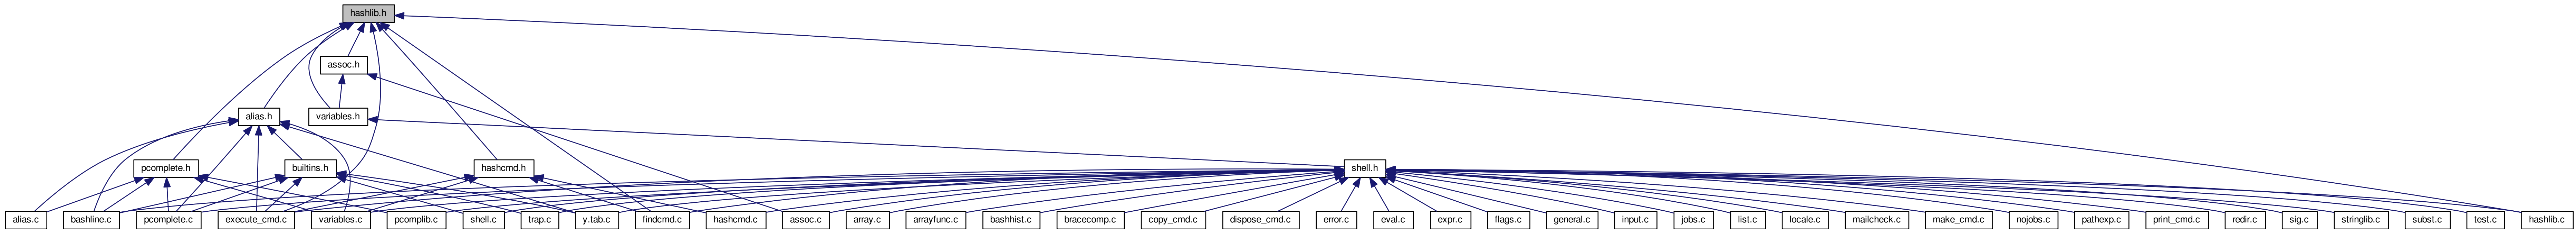 hashlib.h
assoc.h
alias.h
variables.h
pcomplete.h
builtins.h
hashcmd.h
shell.h
alias.c
bashline.c
pcomplete.c
execute_cmd.c
variables.c
pcomplib.c
shell.c
trap.c
y.tab.c
findcmd.c
hashcmd.c
assoc.c
array.c
arrayfunc.c
bashhist.c
bracecomp.c
copy_cmd.c
dispose_cmd.c
error.c
eval.c
expr.c
flags.c
general.c
input.c
jobs.c
list.c
locale.c
mailcheck.c
make_cmd.c
nojobs.c
pathexp.c
print_cmd.c
redir.c
sig.c
stringlib.c
subst.c
test.c
hashlib.c